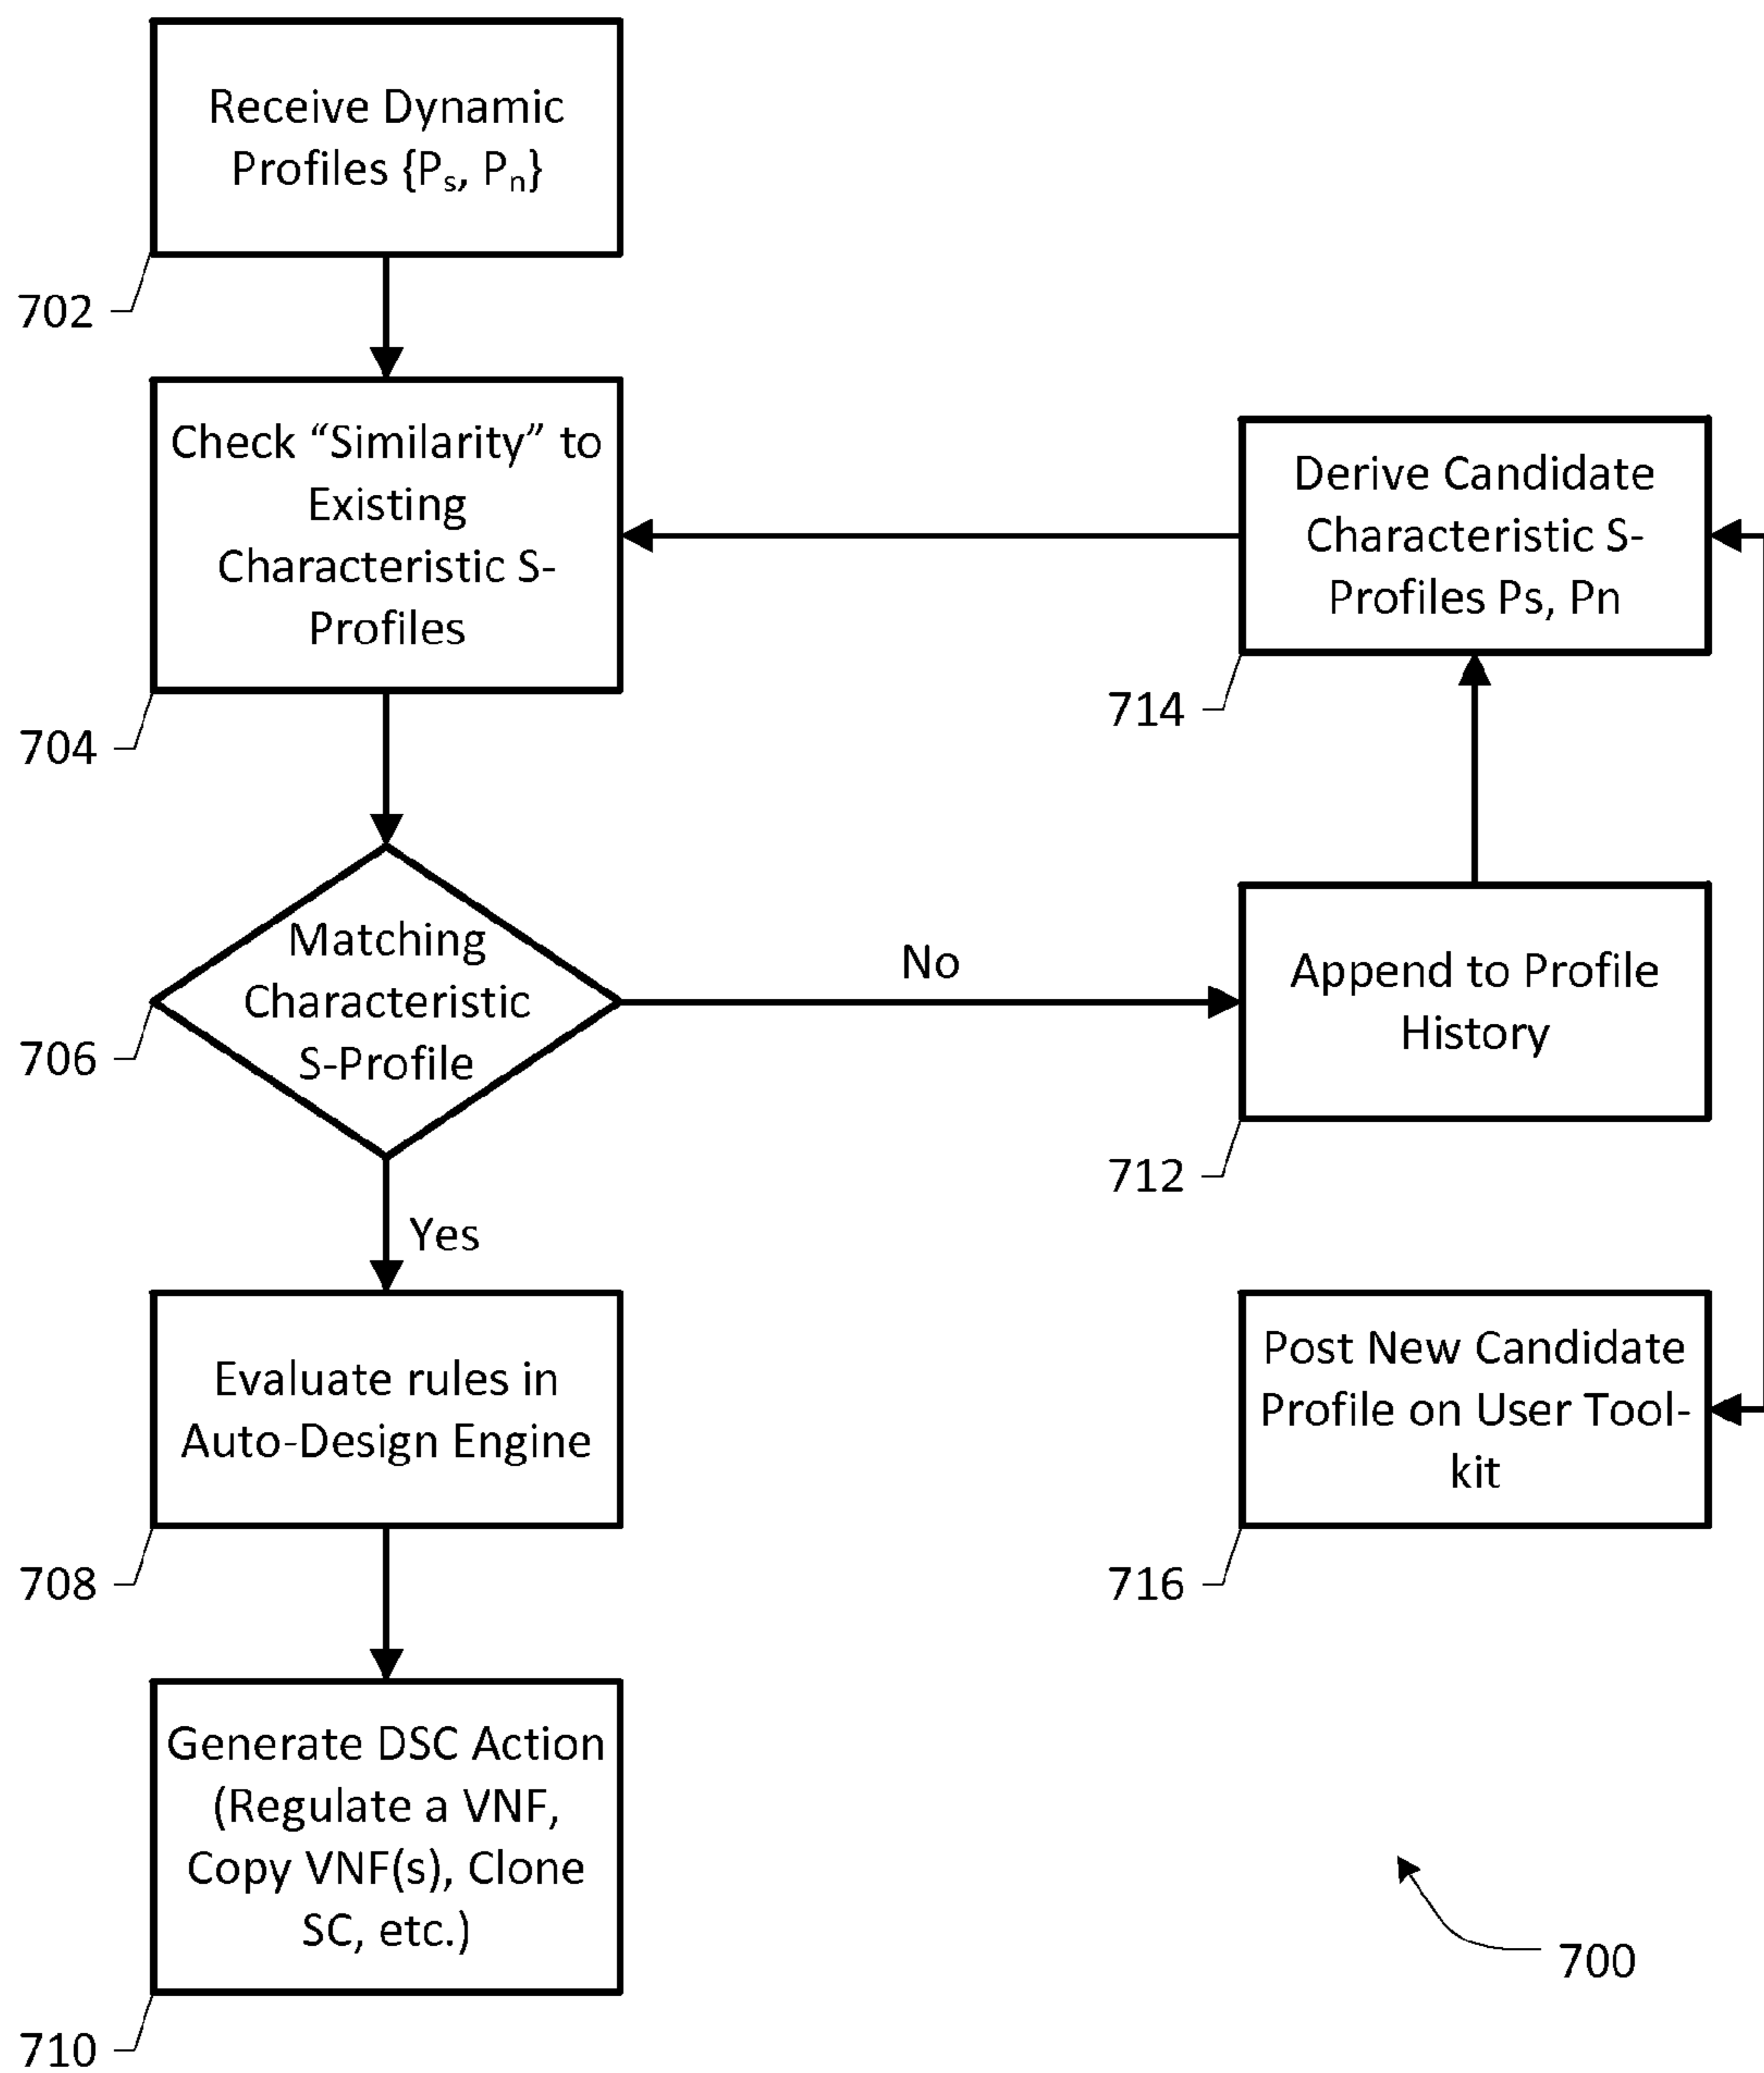 Receive Dynamic
Profiles {Ps, Pn}
702
Check “Similarity” to
Existing
Characteristic S-
Profiles
704
Matching
Characteristic
S-Profile
706
No
Yes
Evaluate rules in
Auto-Design Engine
708
Generate DSC Action
(Regulate a VNF,
Copy VNF(s), Clone
SC, etc.)
710
Derive Candidate
Characteristic S-
Profiles Ps, Pn
714
Append to Profile
History
712
Post New Candidate
Profile on User Tool-
kit
716
700